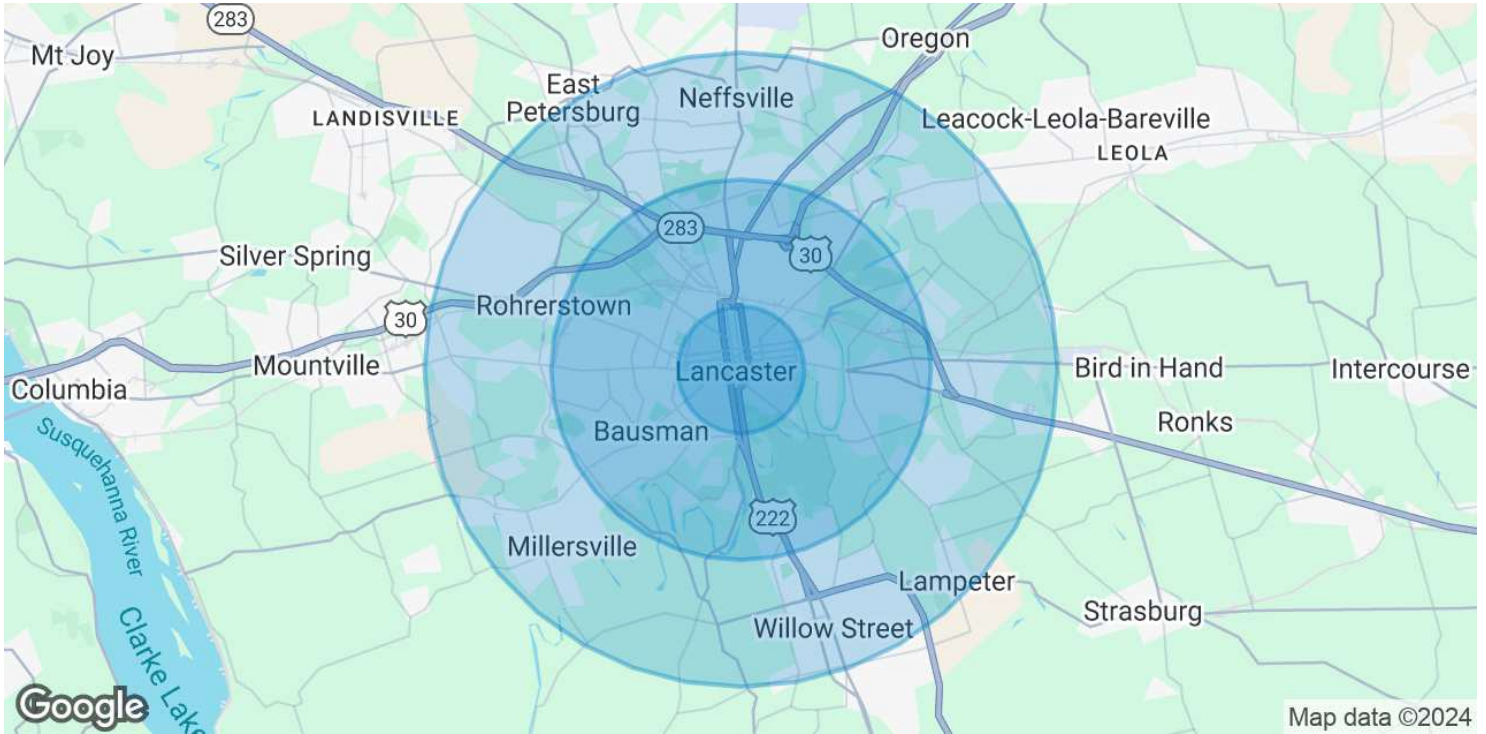 283
Mt Joy
Oregon
East
Petersburg
Neffsville
LANDISVILLE
Leacock-Leola-Bareville
LEOLA
283
Silver Spring
30
Rohrerstown
30
Mountville
Lancaster
Bird in Hand
Intercourse
Columbia
Ronks
Bausman
Susquehanna River
222
Millersville
Lampeter
Strasburg
Willow Street
Clarke Lake
Google
Map data ©2024